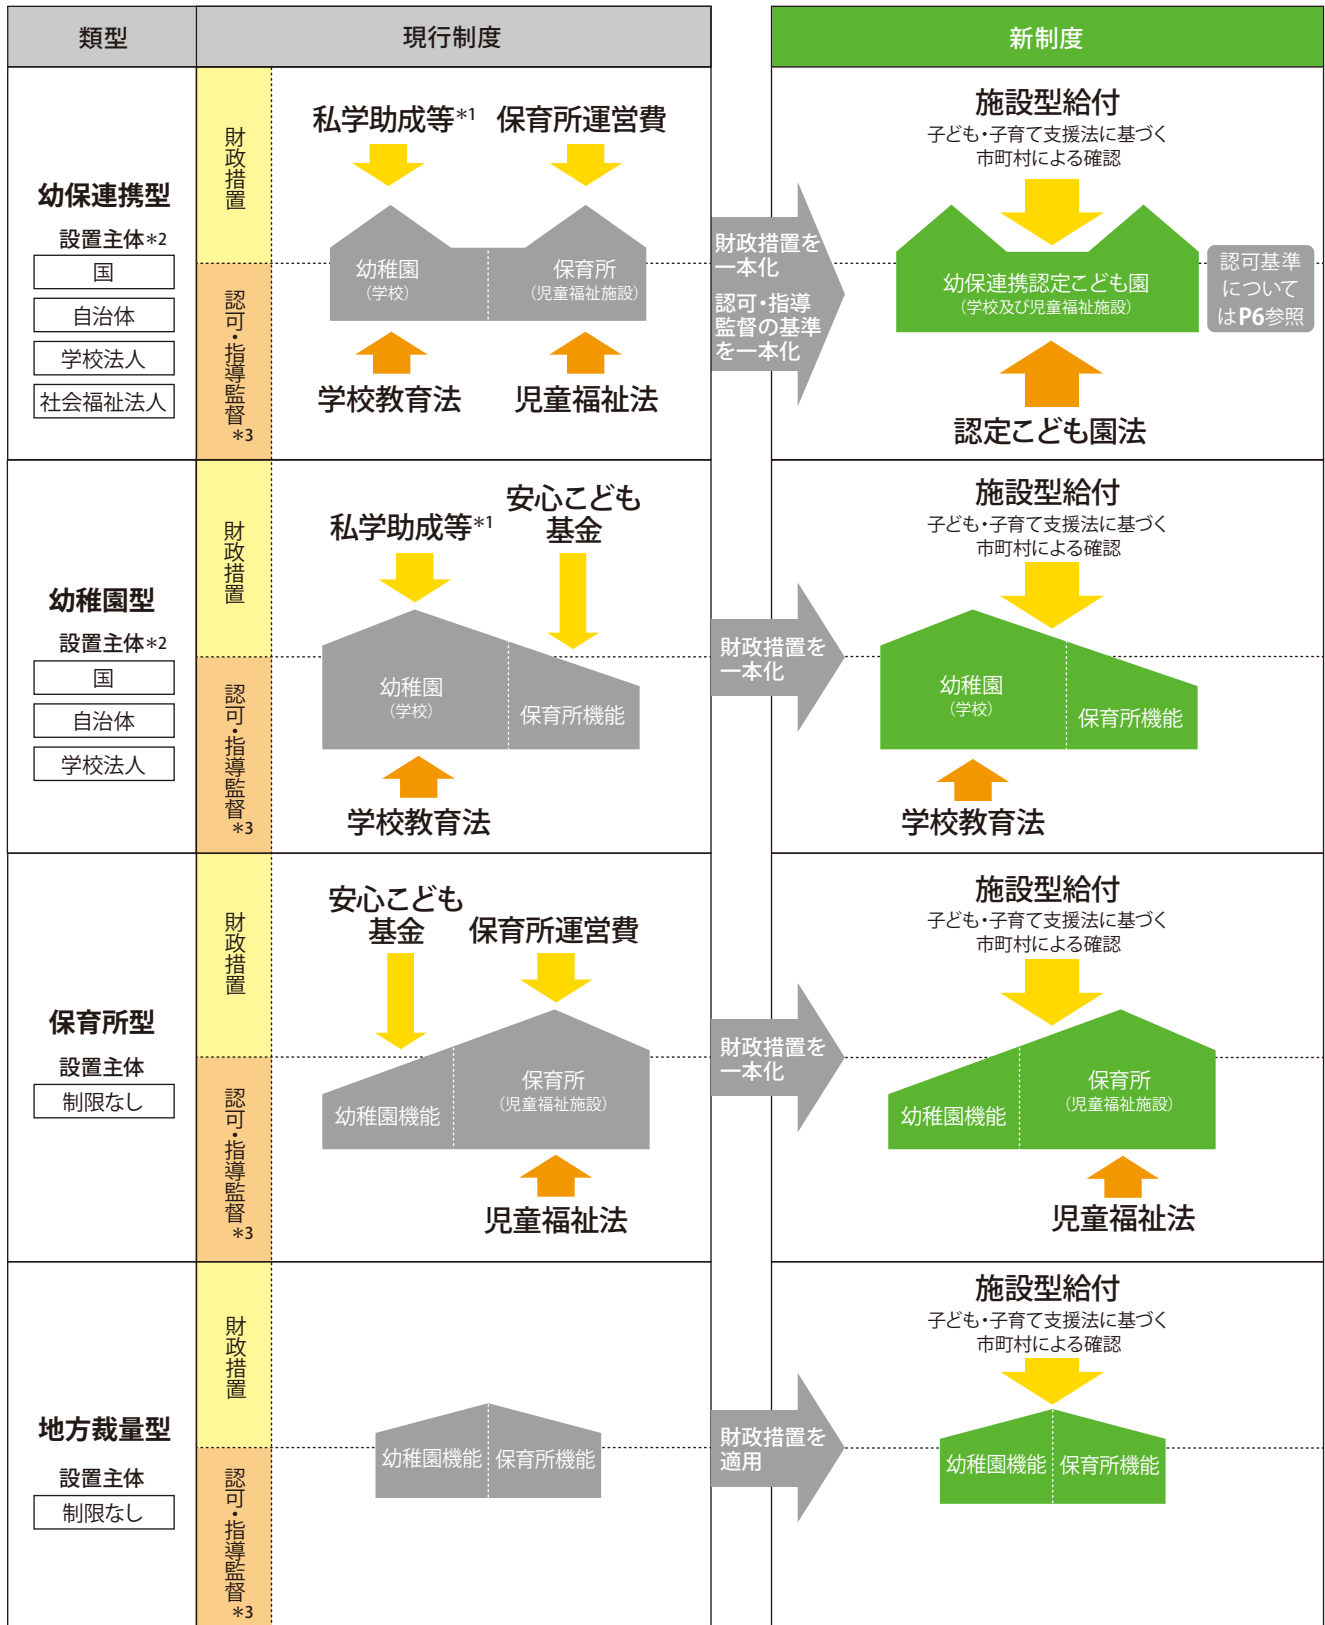 類型
現行制度
新制度
幼保連携型
設置主体*2
国
自治体
学校法人
社会福祉法人
財政措置
認可・指導監督
*3
私学助成等*1
保育所運営費
幼稚園
(学校)
保育所
(児童福祉施設)
学校教育法
児童福祉法
財政措置を
一本化
認可・指導
監督の基準
を一本化
施設型給付
子ども・子育て支援法に基づく
市町村による確認
幼保連携認定こども園
(学校及び児童福祉施設)
認可基準
について
はP6参照
認定こども園法
幼稚園型
設置主体*2
国
自治体
学校法人
財政措置
認可・指導監督
*3
私学助成等*1
安心こども
基金
幼稚園
(学校)
保育所機能
学校教育法
財政措置を
一本化
施設型給付
子ども・子育て支援法に基づく
市町村による確認
幼稚園
(学校)
保育所機能
学校教育法
保育所型
設置主体
制限なし
財政措置
認可・指導監督
*3
安心こども
基金
保育所運営費
幼稚園機能
保育所
(児童福祉施設)
児童福祉法
財政措置を
一本化
施設型給付
子ども・子育て支援法に基づく
市町村による確認
幼稚園機能
保育所
(児童福祉施設)
児童福祉法
地方裁量型
設置主体
制限なし
財政措置
認可・指導監督
*3
幼稚園機能
保育所機能
財政措置を
適用
施設型給付
子ども・子育て支援法に基づく
市町村による確認
幼稚園機能
保育所機能